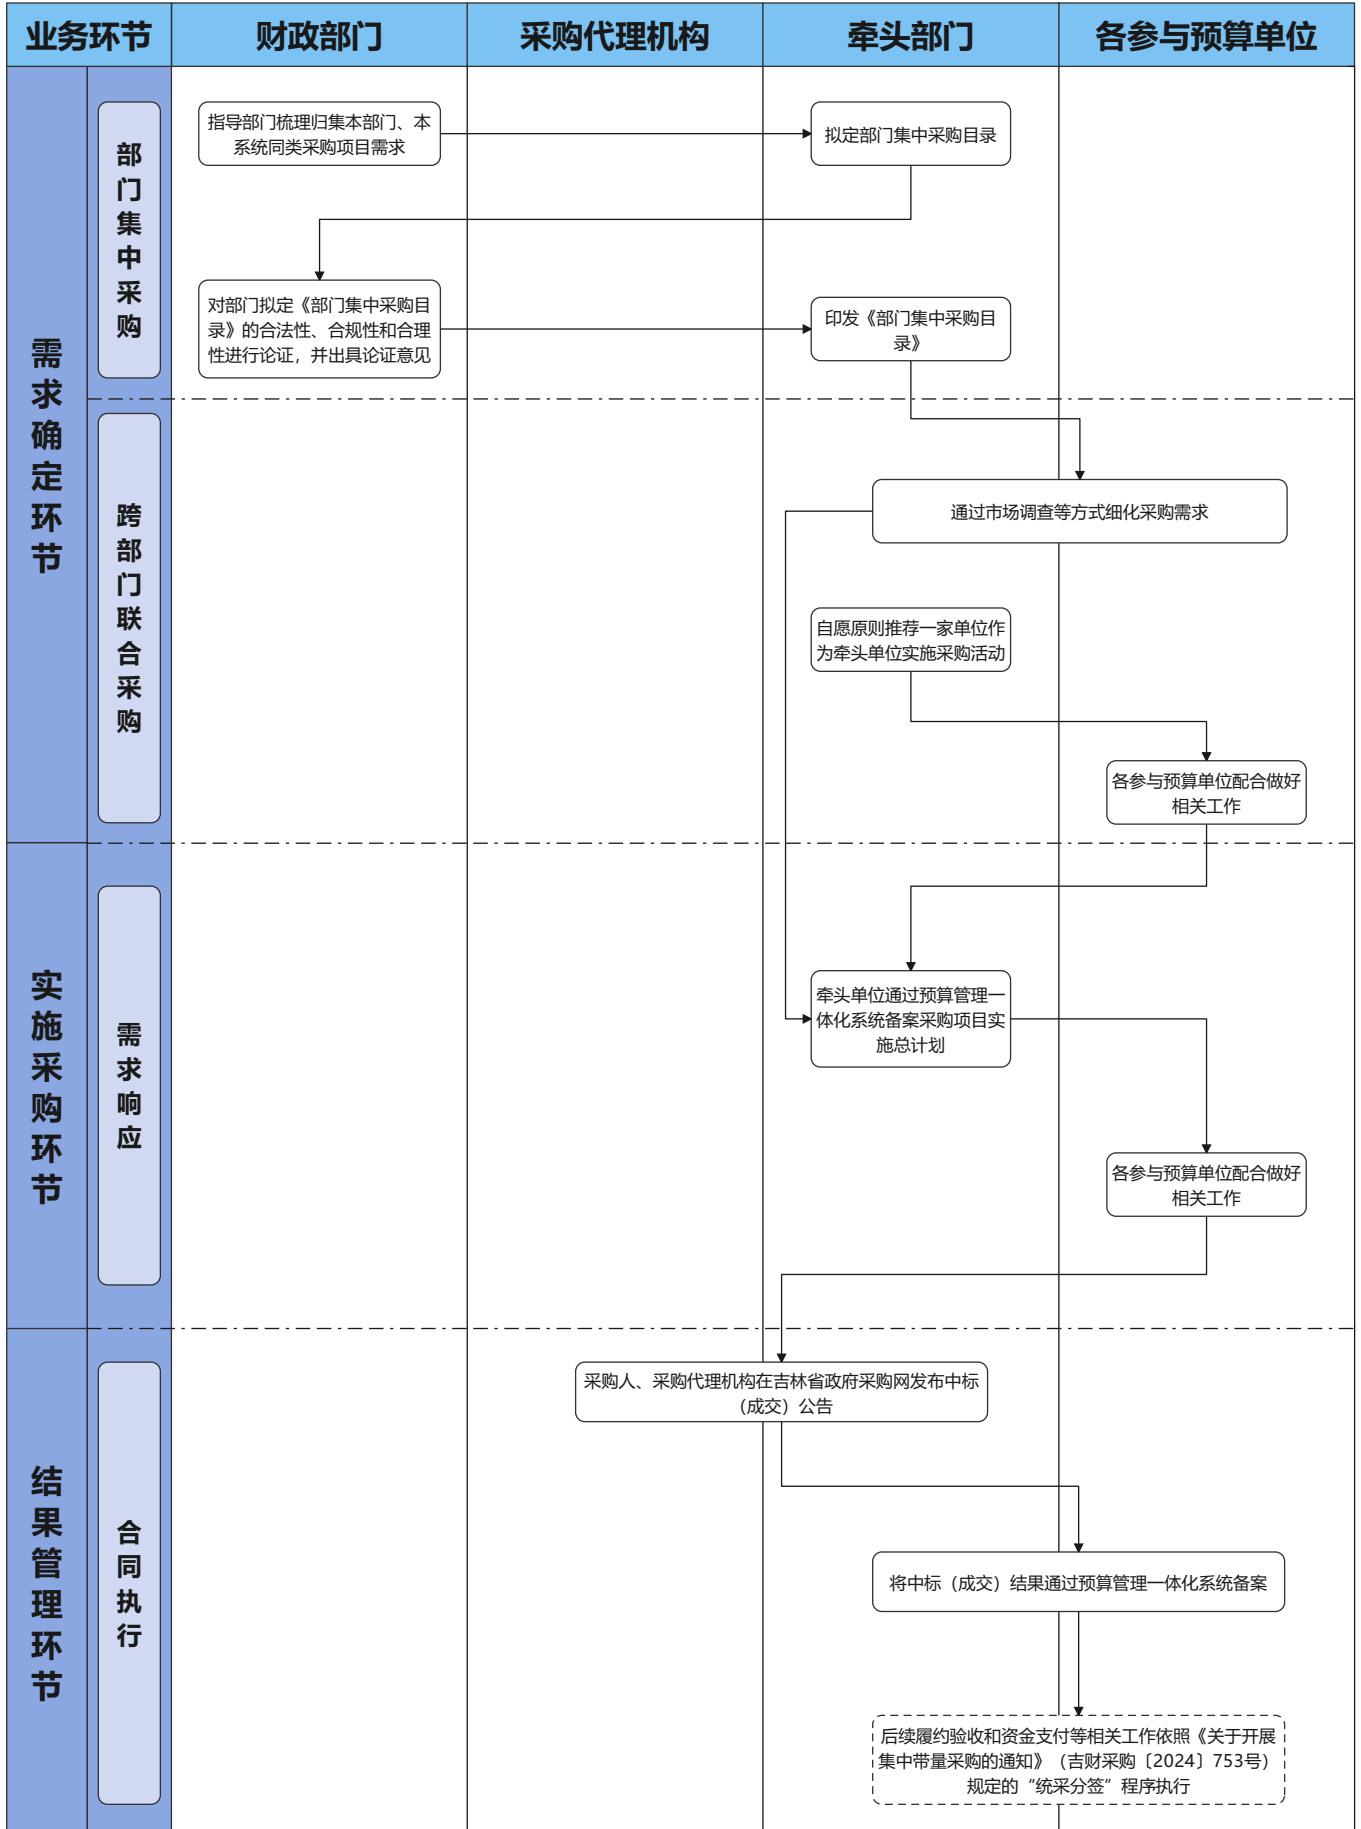 业务环节
财政部门
采购代理机构
牵头部门
各参与预算单位
需求确定环节
部门集中采购
指导部门梳理归集本部门、本
系统同类采购项目需求
拟定部门集中采购目录
对部门拟定《部门集中采购目
录》的合法性、合规性和合理
性进行论证，并出具论证意见
印发《部门集中采购目
录》
跨部门联合采购
通过市场调查等方式细化采购需求
自愿原则推荐一家单位作
为牵头单位实施采购活动
各参与预算单位配合做好
相关工作
实施采购环节
需求响应
牵头单位通过预算管理一
体化系统备案采购项目实
施总计划
各参与预算单位配合做好
相关工作
结果管理环节
合同执行
采购人、采购代理机构在吉林省政府采购网发布中标
（成交）公告
将中标（成交）结果通过预算管理一体化系统备案
后续履约验收和资金支付等相关工作依照《关于开展
集中带量采购的通知》（吉财采购〔2024〕753号）
规定的“统采分签”程序执行